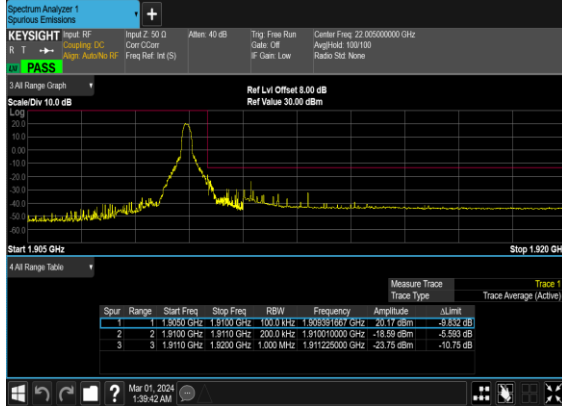 Spectrum Analyzer 1
Spurious Emissions
+
KEYSIGHT Input: RF Input Z: 50 Ω Atten: 40 dB Trig: Free Run Center Freq: 22.005000000 GHz
R T Coupling: DC Corr CCorr Gate: Off Avg|Hold: 100/100
Align: Auto/No RF Freq Ref: Int (S) IF Gain: Low Radio Std: None
PASS
3 All Range Graph Ref Lvl Offset 8.00 dB
Scale/Div 10.0 dB Ref Value 30.00 dBm
Log
20.0
10.0
0.00
-10.0
-20.0
-30.0
-40.0
-50.0
-60.0
Start 1.905 GHz Stop 1.920 GH
4 All Range Table
Measure Trace Trace 1
Trace Type Trace Average (Active)
Spur Range Start Freq Stop Freq RBW Frequency Amplitude ΔLimit
1 1 1.9050 GHz 1.9100 GHz 100.0 kHz 1.909391667 GHz 20.17 dBm -9.832 dB
2 2 1.9100 GHz 1.9110 GHz 200.0 kHz 1.910010000 GHz -18.59 dBm -5.593 dB
3 3 1.9110 GHz 1.9200 GHz 1.000 MHz 1.911225000 GHz -23.75 dBm -10.75 dB
? Mar 01, 2024
1:39:42 AM